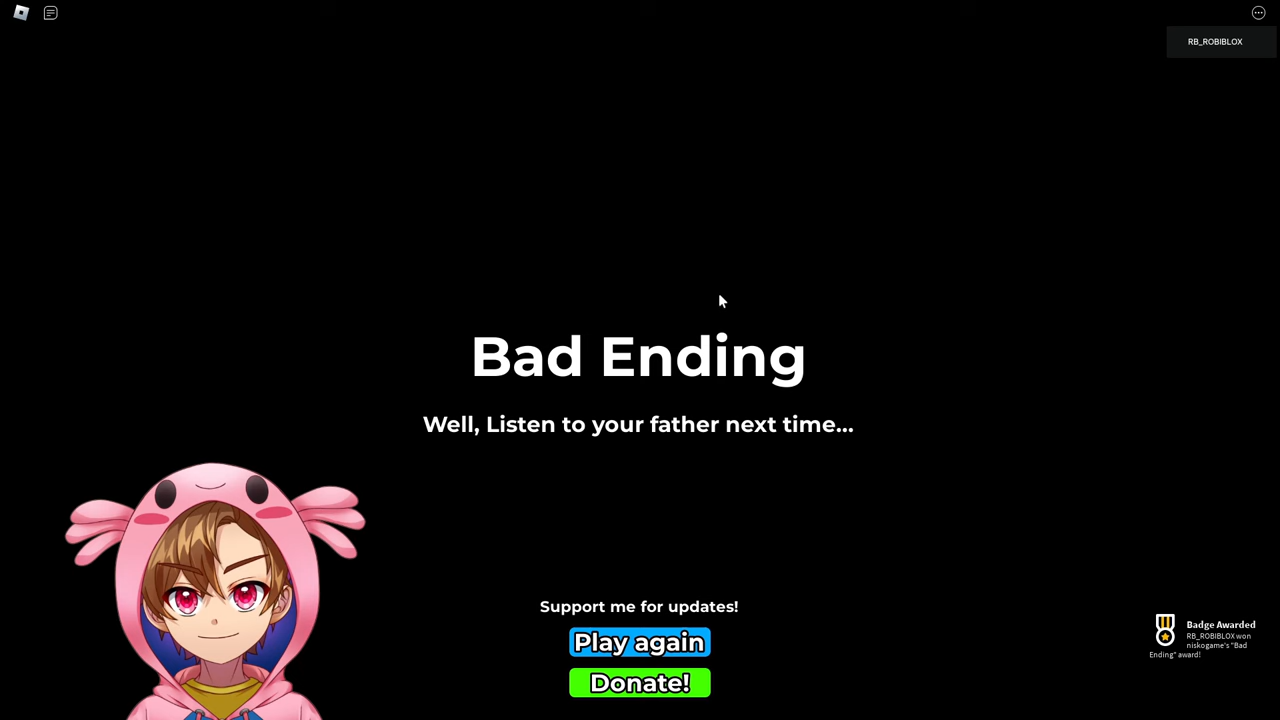 RB_ROBIBLOX
Bad Ending
Well, Listen to your father next time...
Support me for updates!
Play again
Donate!
Badge Awarded
RB_ROBIBLOX won
niskogame's "Bad
Ending" award!